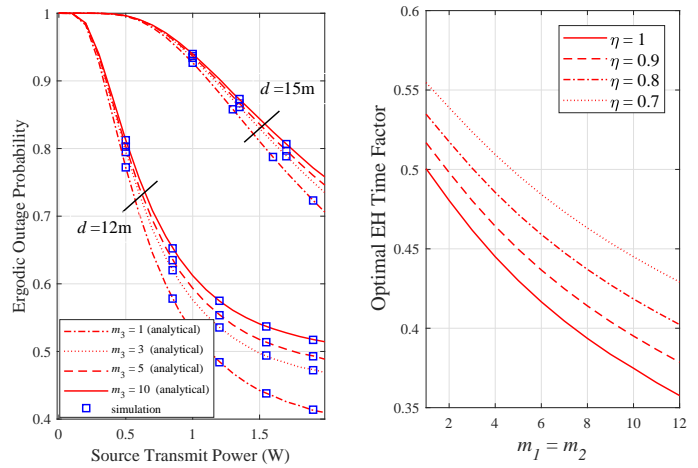 Ergodic Outage Probability
1
0.9
0.8
0.7
0.6
0.5
0.4
0
0.5
1
1.5
Source Transmit Power (W)
d = 15m
d = 12m
m3 = 1 (analytical)
m3 = 3 (analytical)
m3 = 5 (analytical)
m3 = 10 (analytical)
simulation
Optimal EH Time Factor
0.6
0.55
0.5
0.45
0.4
0.35
2
4
6
8
10
12
m1 = m2
η = 1
η = 0.9
η = 0.8
η = 0.7